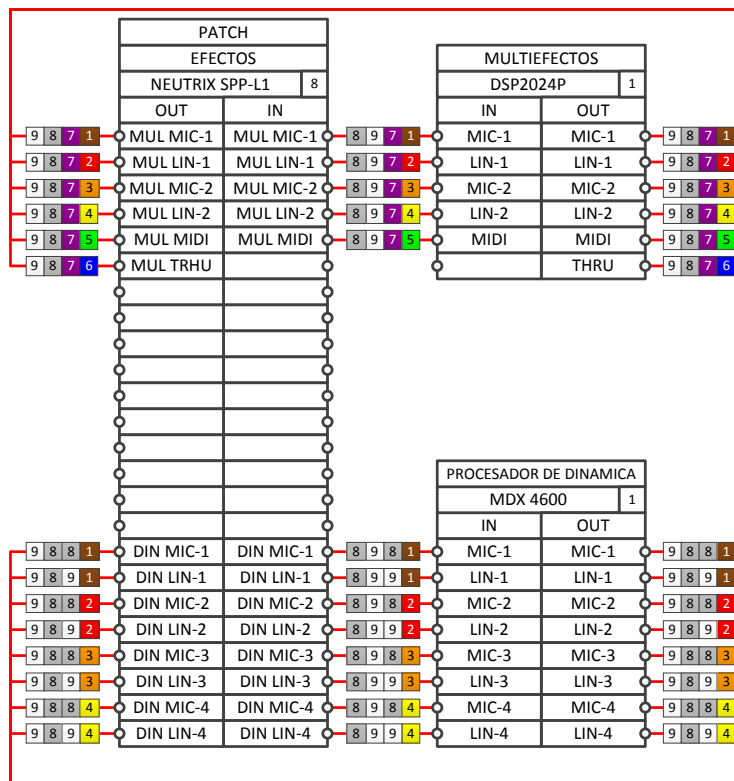 PATCH
EFECTOS MULTIEFECTOS
NEUTRIX SPP-L1 8 DSP2024P 1
OUT IN IN OUT
9 8 7 1 MUL MIC-1 MUL MIC-1 8 9 7 1 MIC-1 MIC-1 9 8 7 1
9 8 7 2 MUL LIN-1 MUL LIN-1 8 9 7 2 LIN-1 LIN-1 9 8 7 2
9 8 7 3 MUL MIC-2 MUL MIC-2 8 9 7 3 MIC-2 MIC-2 9 8 7 3
9 8 7 4 MUL LIN-2 MUL LIN-2 8 9 7 4 LIN-2 LIN-2 9 8 7 4
9 8 7 5 MUL MIDI MUL MIDI 8 9 7 5 MIDI MIDI 9 8 7 5
9 8 7 6 MUL TRHU THRU 9 8 7 6
PROCESADOR DE DINAMICA
MDX 4600 1
IN OUT
9 8 8 1 DIN MIC-1 DIN MIC-1 8 9 8 1 MIC-1 MIC-1 9 8 8 1
9 8 9 1 DIN LIN-1 DIN LIN-1 8 9 9 1 LIN-1 LIN-1 9 8 9 1
9 8 8 2 DIN MIC-2 DIN MIC-2 8 9 8 2 MIC-2 MIC-2 9 8 8 2
9 8 9 2 DIN LIN-2 DIN LIN-2 8 9 9 2 LIN-2 LIN-2 9 8 9 2
9 8 8 3 DIN MIC-3 DIN MIC-3 8 9 8 3 MIC-3 MIC-3 9 8 8 3
9 8 9 3 DIN LIN-3 DIN LIN-3 8 9 9 3 LIN-3 LIN-3 9 8 9 3
9 8 8 4 DIN MIC-4 DIN MIC-4 8 9 8 4 MIC-4 MIC-4 9 8 8 4
9 8 9 4 DIN LIN-4 DIN LIN-4 8 9 9 4 LIN-4 LIN-4 9 8 9 4